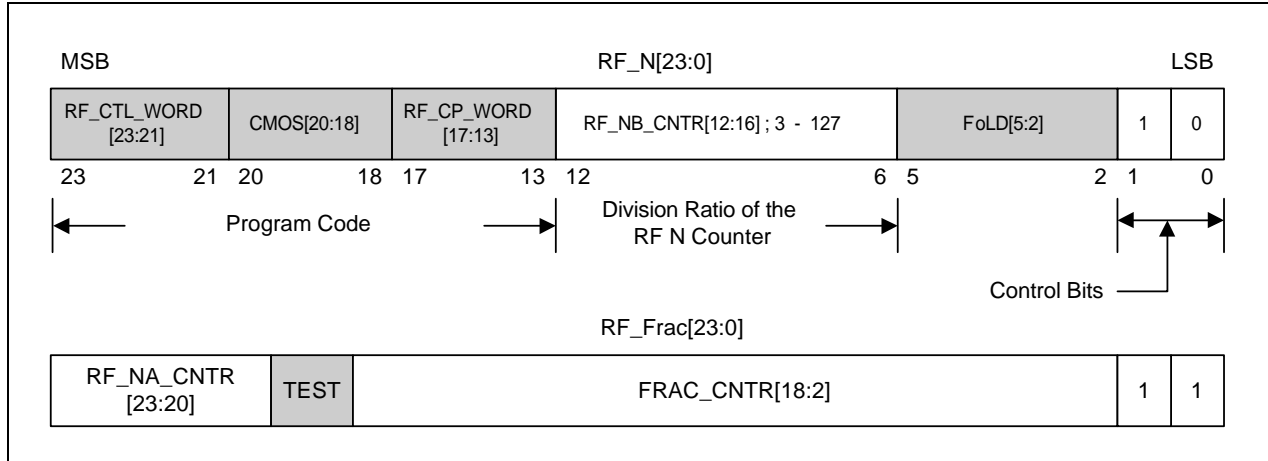 MSB RF_N[23:0] LSB
RF_CTL_WORD [23:21]
CMOS[20:18]
RF_CP_WORD [17:13]
RF_NB_CNTR[12:16] ; 3 - 127
FoLD[5:2]
1 0
23 21 20 18 17 13 12 6 5 2 1 0
Program Code
Division Ratio of the
RF N Counter
Control Bits
RF_Frac[23:0]
RF_NA_CNTR
[23:20]
TEST
FRAC_CNTR[18:2]
1 1